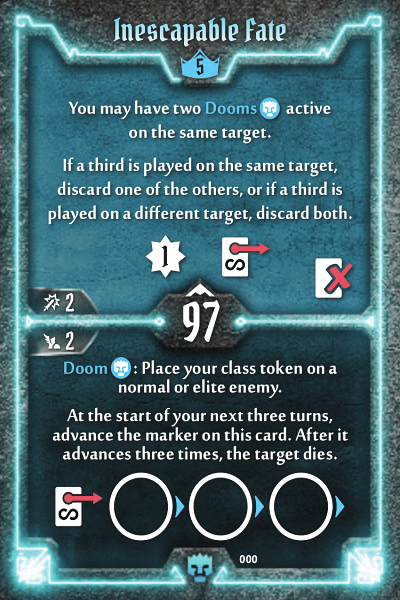 Inescapable Fate
5
You may have two Dooms active
on the same target.
If a third is played on the same target,
discard one of the others, or if a third is
played on a different target, discard both.
1
2
97
2
Doom : Place your class token on a
normal or elite enemy.
At the start of your next three turns,
advance the marker on this card. After it
advances three times, the target dies.
000